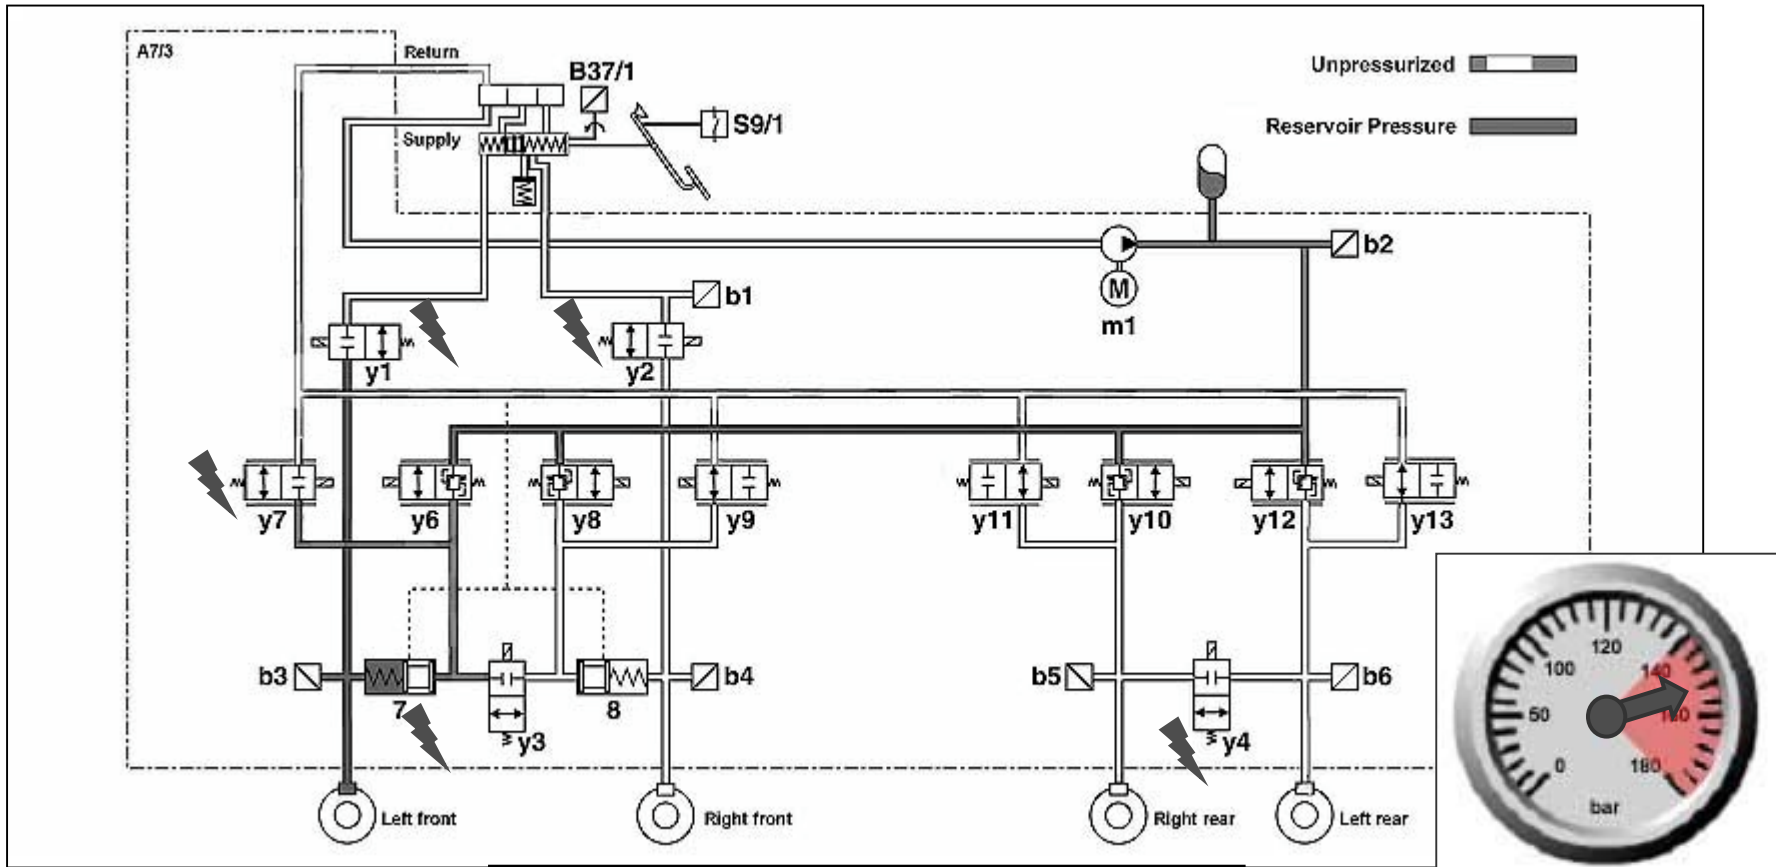 A7/3
Return
B37/1
Unpressurized
S9/1
Supply
Reservoir Pressure
b2
b1
M
m1
y1
y2
y7
y6
y8
y9
y11
y10
y12
y13
b3
7
y3
8
b4
b5
y4
b6
Left front
Right front
Right rear
Left rear
0
50
100
120
140
160
180
bar